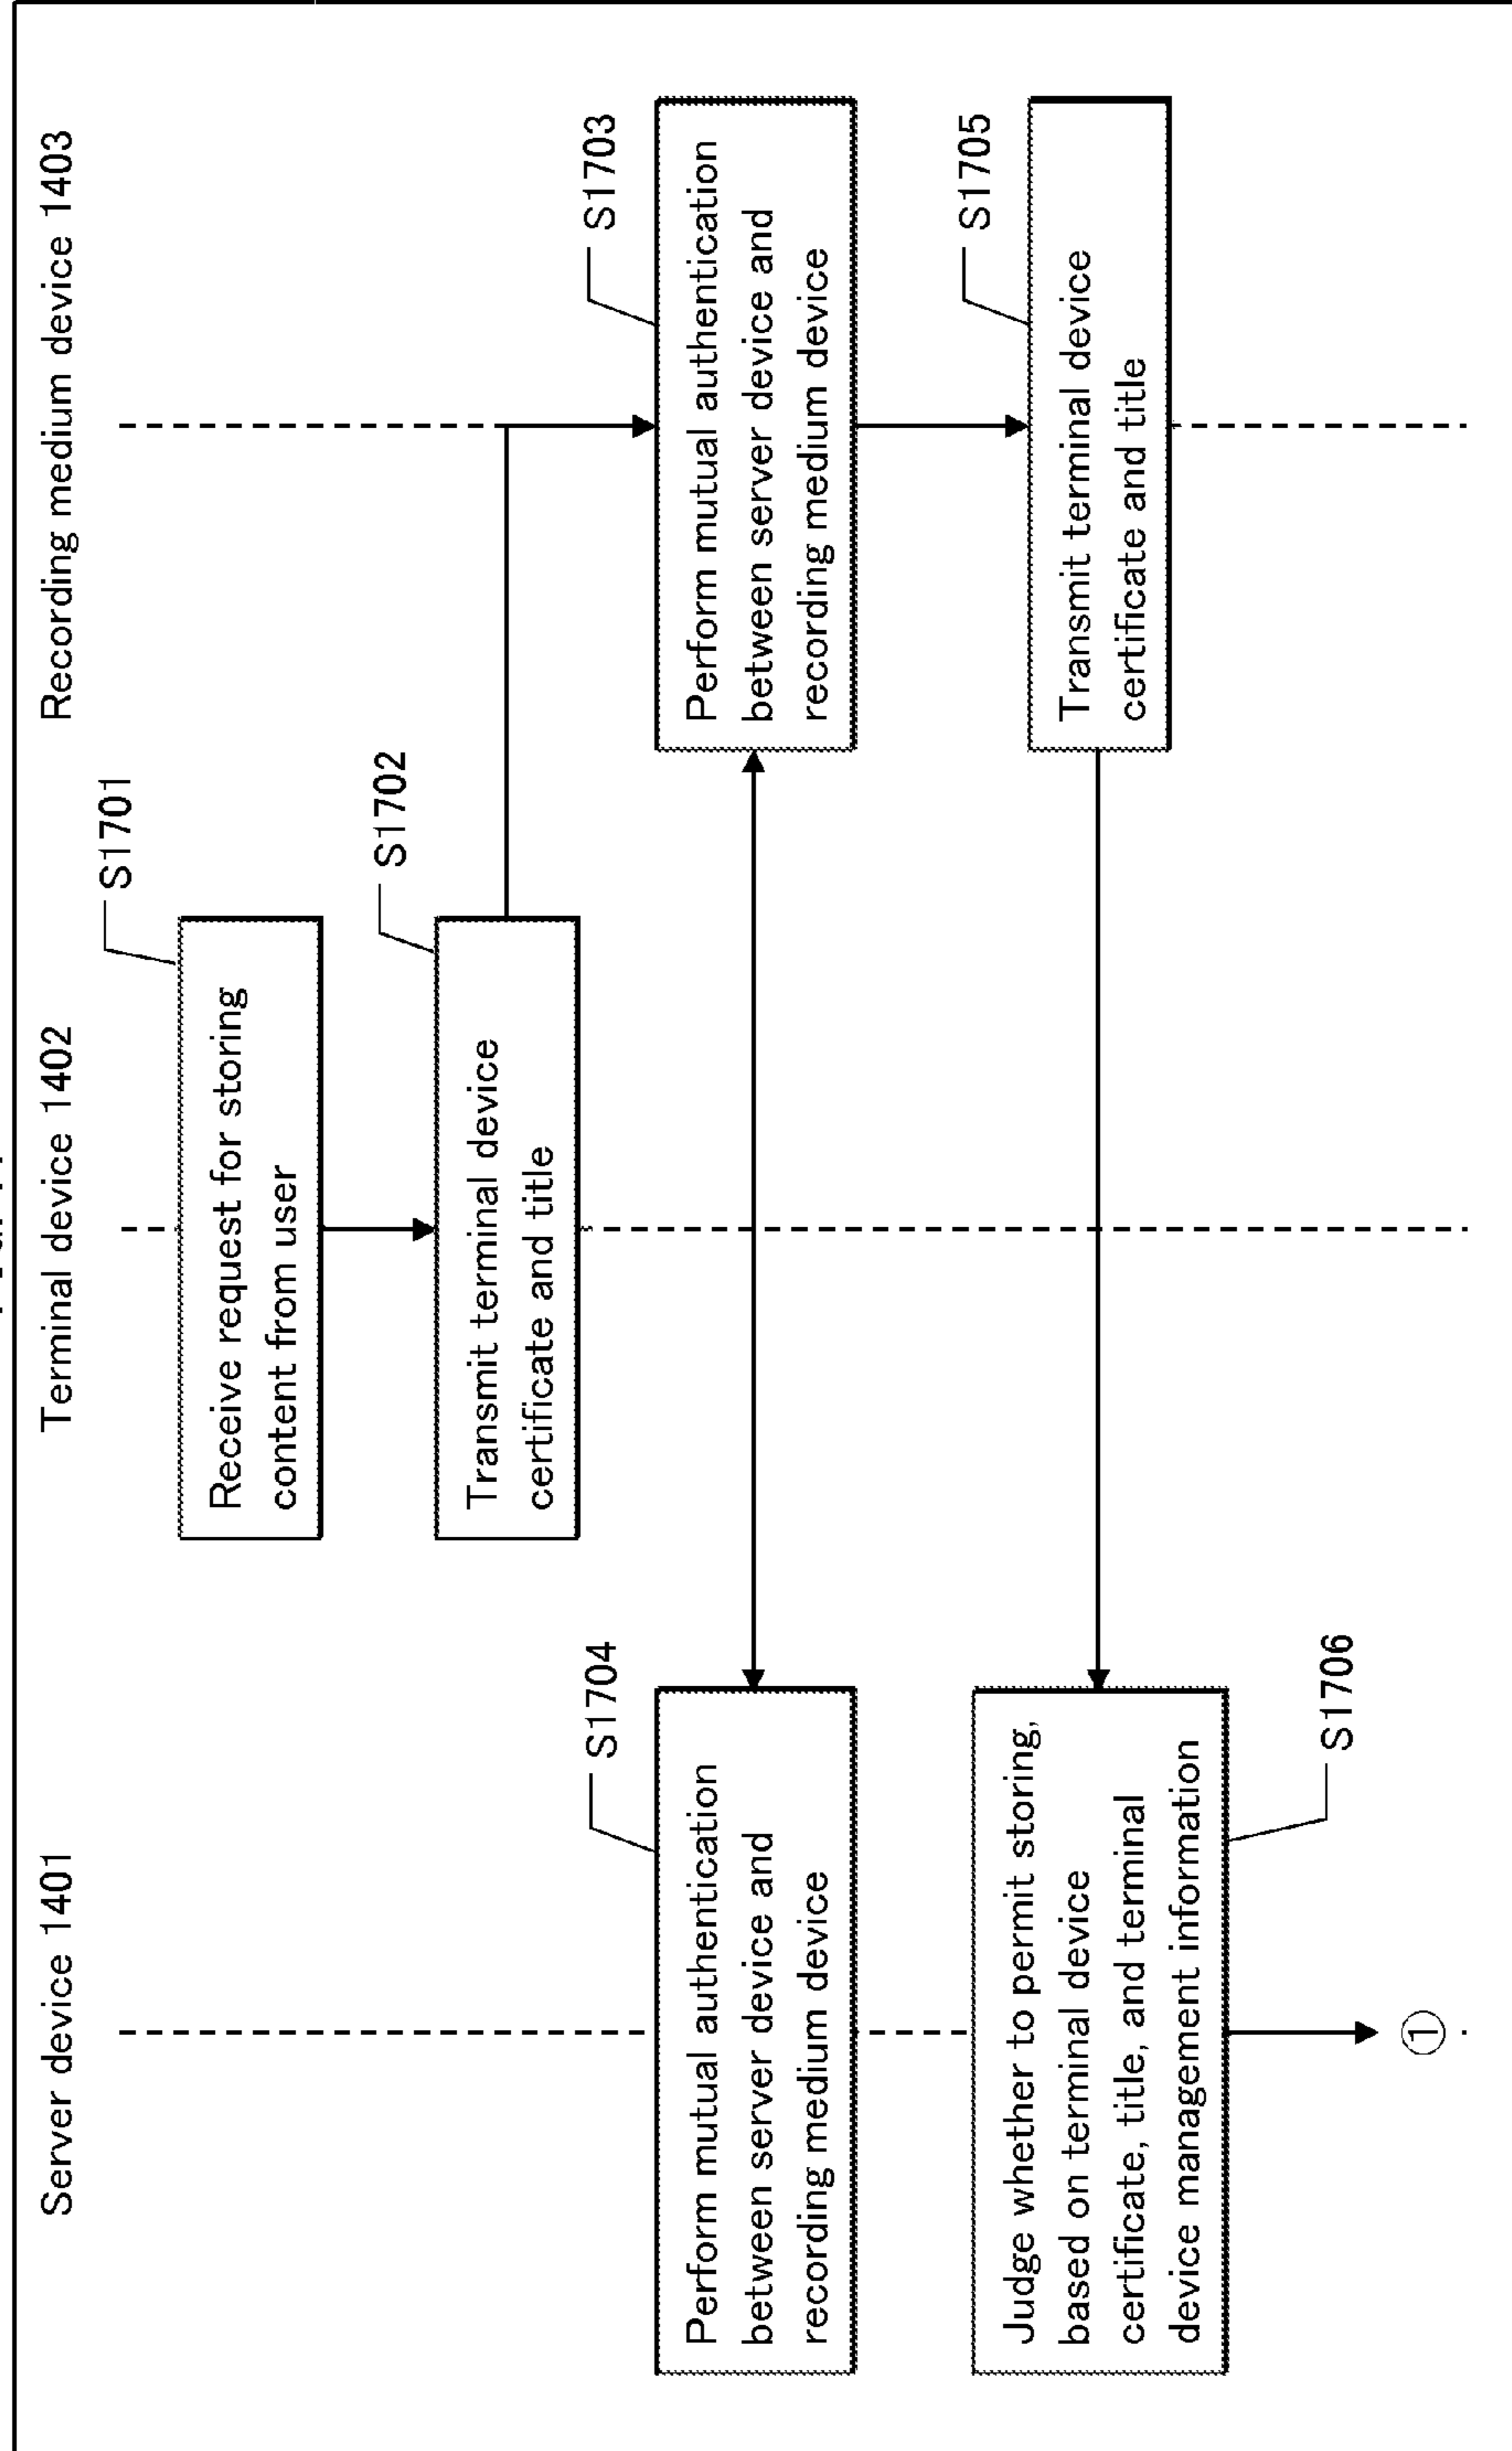 Server device 1401
Terminal device 1402
Recording medium device 1403
S1701
Receive request for storing
content from user
S1702
Transmit terminal device
certificate and title
S1704
Perform mutual authentication
between server device and
recording medium device
S1703
Perform mutual authentication
between server device and
recording medium device
S1705
Transmit terminal device
certificate and title
Judge whether to permit storing,
based on terminal device
certificate, title, and terminal
device management information
S1706
①